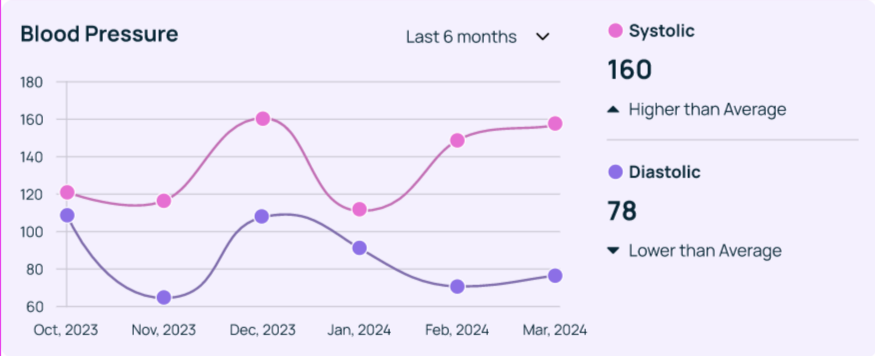 Blood Pressure
Last 6 months
180
160
140
120
100
80
60
Oct, 2023 Nov, 2023 Dec, 2023 Jan, 2024 Feb, 2024 Mar, 2024
Systolic
160
Higher than Average
Diastolic
78
Lower than Average